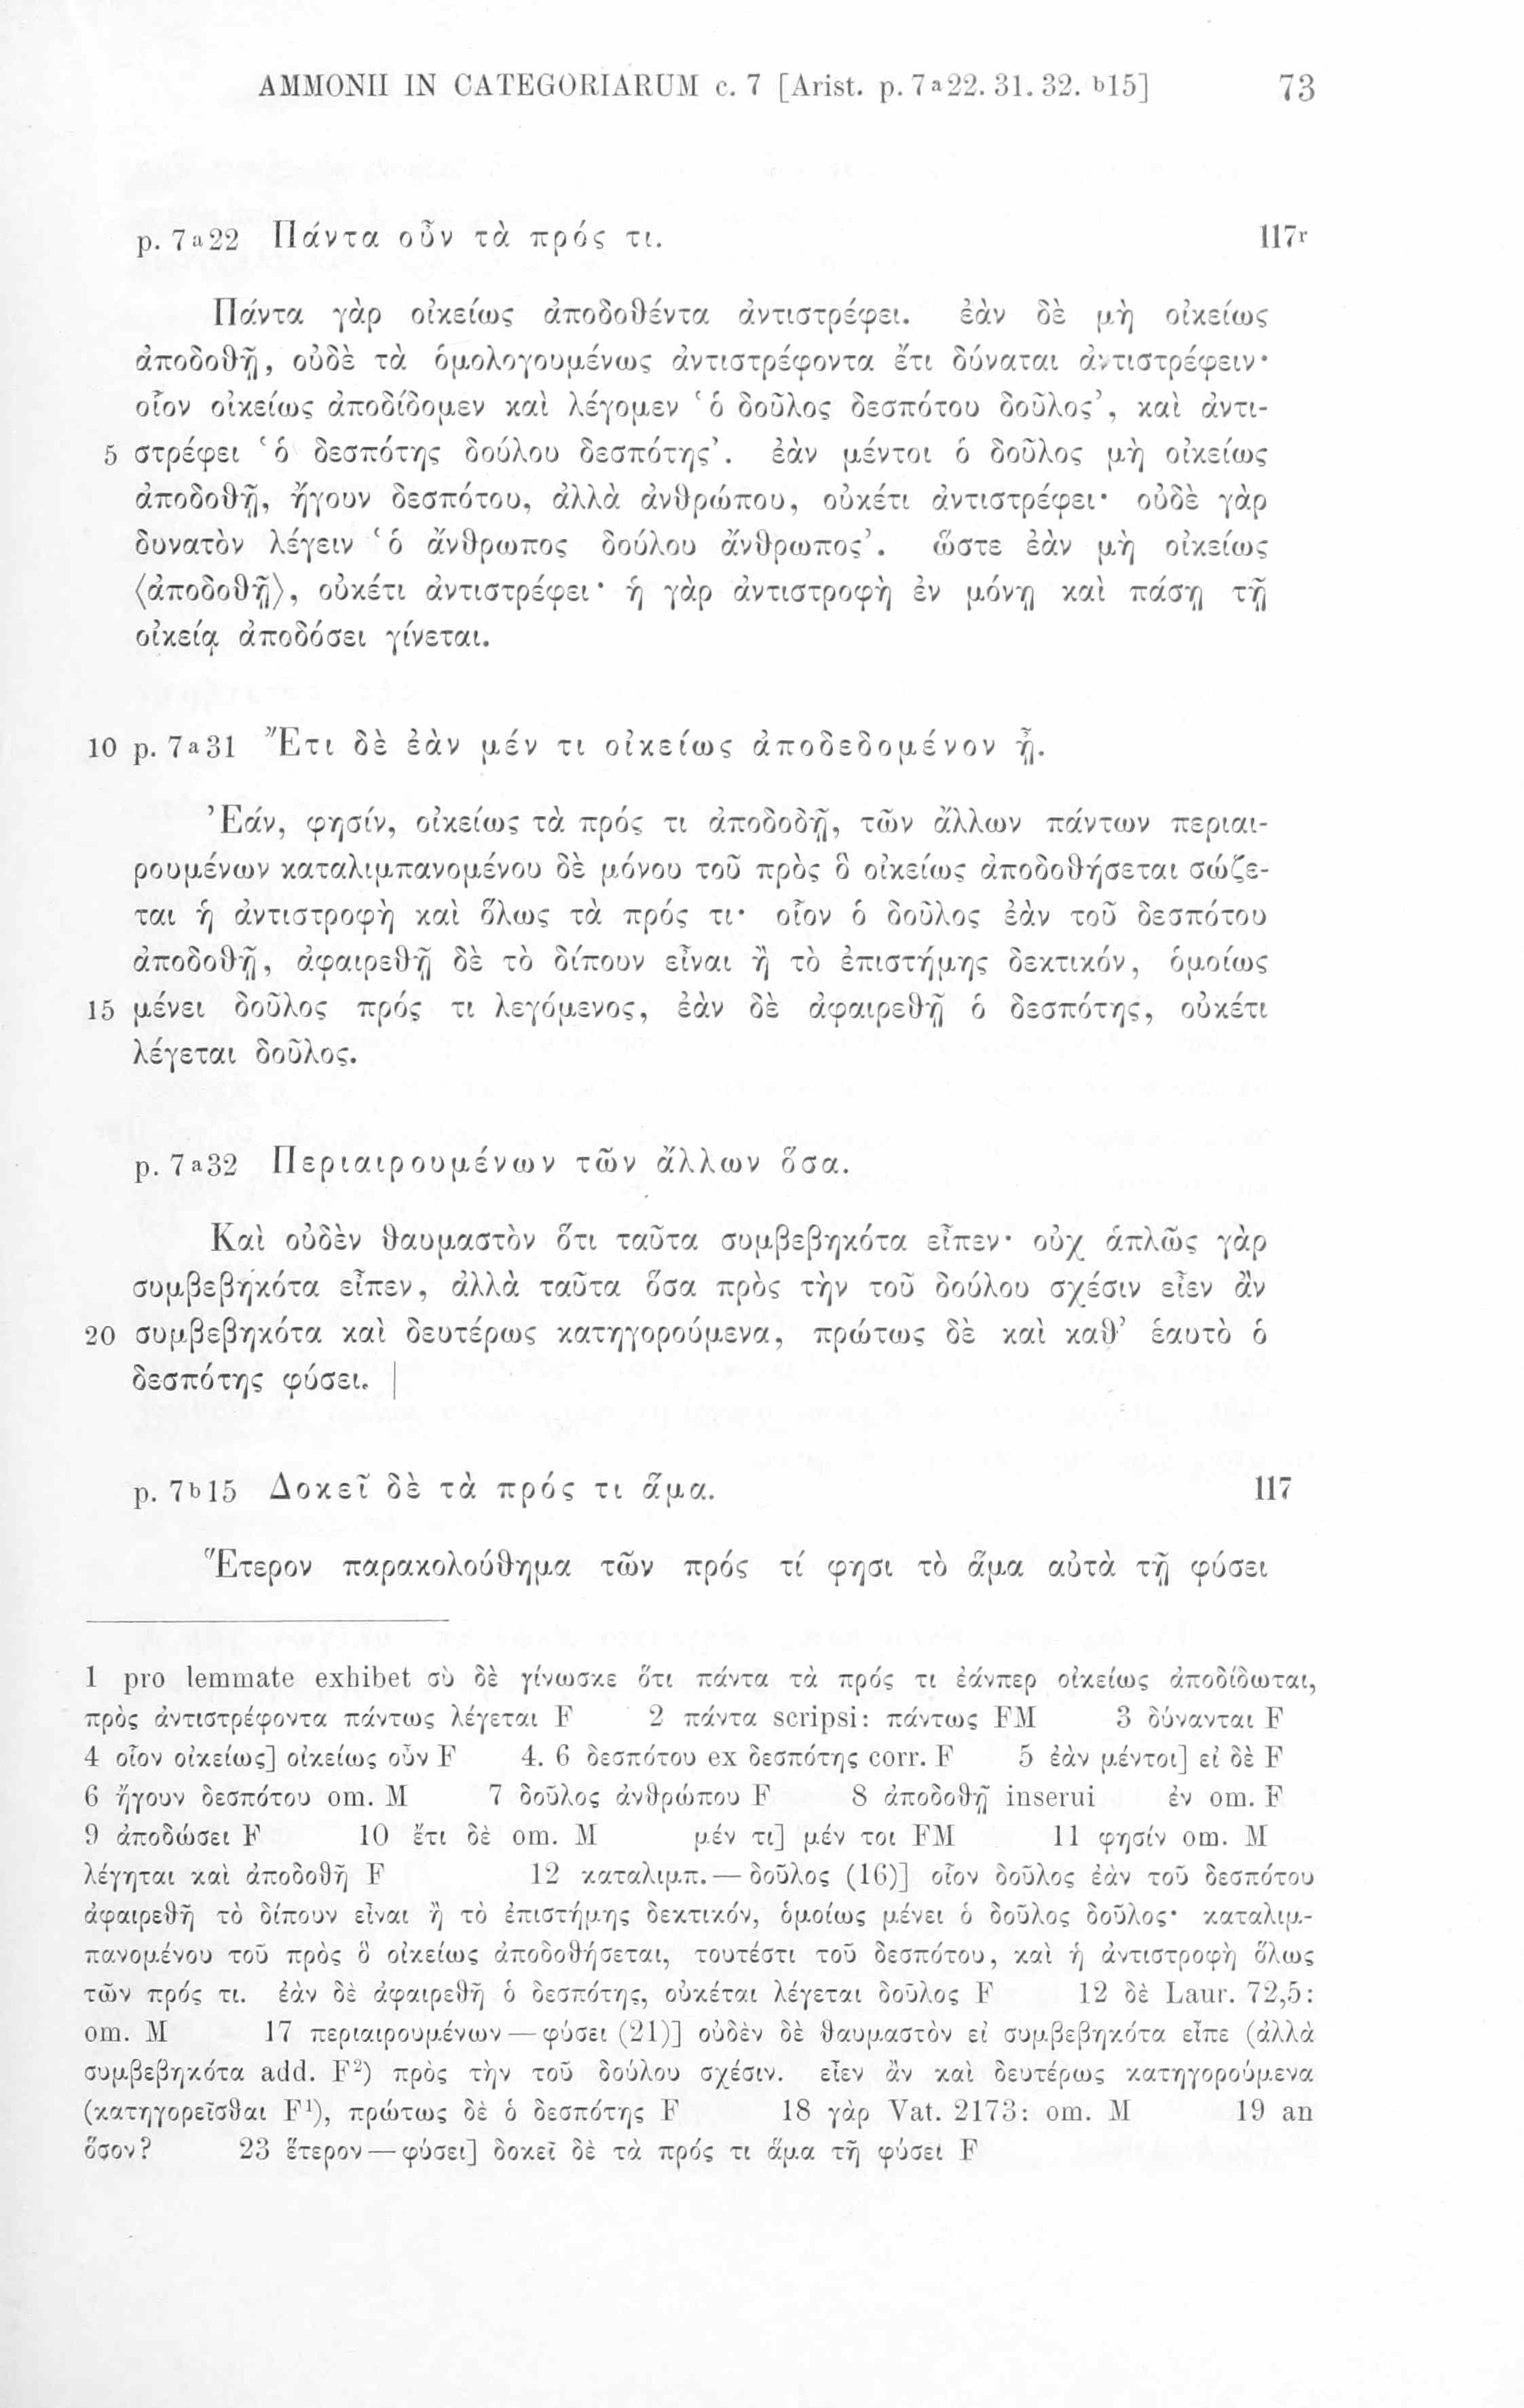 AMMONII IN CATEGORIARUM c. 7 [Arist. p. 7a22. 31. 32. b15] 73
p. 7a22 Πάντα οὖν τὰ πρός τι. 117r
Πάντα γὰρ οἰκείως ἀποδοθέντα ἀντιστρέφει. ἐὰν δὲ μὴ οἰκείως
ἀποδοθῇ, οὐδὲ τὰ ὁμολογουμένως ἀντιστρέφοντα ἔτι δύναται ἀντιστρέφειν·
οἷον οἰκείως ἀποδίδομεν καὶ λέγομεν ‘ὁ δοῦλος δεσπότου δοῦλος’, καὶ ἀντι-
5 στρέφει ‘ὁ δεσπότης δούλου δεσπότης’. ἐὰν μέντοι ὁ δοῦλος μὴ οἰκείως
ἀποδοθῇ, ἤγουν δεσπότου, ἀλλὰ ἀνθρώπου, οὐκέτι ἀντιστρέφει· οὐδὲ γὰρ
δυνατὸν λέγειν ‘ὁ ἄνθρωπος δούλου ἄνθρωπος’. ὥστε ἐὰν μὴ οἰκείως
⟨ἀποδοθῇ⟩, οὐκέτι ἀντιστρέφει· ἡ γὰρ ἀντιστροφὴ ἐν μόνῃ καὶ πάσῃ τῇ
οἰκείᾳ ἀποδόσει γίνεται.
10 p. 7a31 Ἔτι δὲ ἐὰν μέν τι οἰκείως ἀποδεδομένον ᾖ.
Ἐάν, φησίν, οἰκείως τὰ πρός τι ἀποδοδῇ, τῶν ἄλλων πάντων περιαι-
ρουμένων καταλιμπανομένου δὲ μόνου τοῦ πρὸς ὃ οἰκείως ἀποδοθήσεται σώζε-
ται ἡ ἀντιστροφὴ καὶ ὅλως τὰ πρός τι· οἷον ὁ δοῦλος ἐὰν τοῦ δεσπότου
ἀποδοθῇ, ἀφαιρεθῇ δὲ τὸ δίπουν εἶναι ἢ τὸ ἐπιστήμης δεκτικόν, ὁμοίως
15 μένει δοῦλος πρός τι λεγόμενος, ἐὰν δὲ ἀφαιρεθῇ ὁ δεσπότης, οὐκέτι
λέγεται δοῦλος.
p. 7a32 Περιαιρουμένων τῶν ἄλλων ὅσα.
Καὶ οὐδὲν θαυμαστὸν ὅτι ταῦτα συμβεβηκότα εἶπεν· οὐχ ἁπλῶς γὰρ
συμβεβηκότα εἶπεν, ἀλλὰ ταῦτα ὅσα πρὸς τὴν τοῦ δούλου σχέσιν εἶεν ἂν
20 συμβεβηκότα καὶ δευτέρως κατηγορούμενα, πρώτως δὲ καὶ καθ’ ἑαυτὸ ὁ
δεσπότης φύσει. |
p. 7b15 Δοκεῖ δὲ τὰ πρός τι ἅμα. 117
Ἕτερον παρακολούθημα τῶν πρός τί φησι τὸ ἅμα αὐτὰ τῇ φύσει
1 pro lemmate exhibet σὺ δὲ γίνωσκε ὅτι πάντα τὰ πρός τι ἐάνπερ οἰκείως ἀποδίδωται,
πρὸς ἀντιστρέφοντα πάντως λέγεται F 2 πάντα scripsi: πάντως FM 3 δύνανται F
4 οἷον οἰκείως] οἰκείως οὖν F 4. 6 δεσπότου ex δεσπότης corr. F 5 ἐὰν μέντοι] εἰ δὲ F
6 ἤγουν δεσπότου om. M 7 δοῦλος ἀνθρώπου F 8 ἀποδοθῇ inserui ἐν om. F
9 ἀποδώσει F 10 ἔτι δὲ om. M μέν τι] μέν τοι FM 11 φησίν om. M
λέγηται καὶ ἀποδοθῇ F 12 καταλιμπ.—δοῦλος (16)] οἷον δοῦλος ἐὰν τοῦ δεσπότου
ἀφαιρεθῇ τὸ δίπουν εἶναι ἢ τὸ ἐπιστήμης δεκτικόν, ὁμοίως μένει ὁ δοῦλος δοῦλος· καταλιμ-
πανομένου τοῦ πρὸς ὃ οἰκείως ἀποδοθήσεται, τουτέστι τοῦ δεσπότου, καὶ ἡ ἀντιστροφὴ ὅλως
τῶν πρός τι. ἐὰν δὲ ἀφαιρεθῇ ὁ δεσπότης, οὐκέται λέγεται δοῦλος F 12 δὲ Laur. 72,5:
om. M 17 περιαιρουμένων—φύσει (21)] οὐδὲν δὲ θαυμαστὸν εἰ συμβεβηκότα εἶπε (ἀλλὰ
συμβεβηκότα add. F²) πρὸς τὴν τοῦ δούλου σχέσιν. εἶεν ἂν καὶ δευτέρως κατηγορούμενα
(κατηγορεῖσθαι F¹), πρώτως δὲ ὁ δεσπότης F 18 γὰρ Vat. 2173: om. M 19 an
ὅσον? 23 ἕτερον—φύσει] δοκεῖ δὲ τὰ πρός τι ἅμα τῇ φύσει F